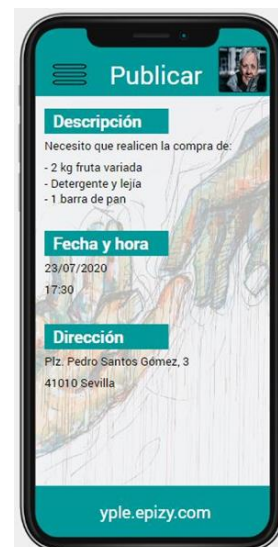 Publicar
Descripción
Necesito que realicen la compra de:
- 2 kg fruta variada
- Detergente y lejía
- 1 barra de pan
Fecha y hora
23/07/2020
17:30
Dirección
Plz. Pedro Santos Gómez, 3
41010 Sevilla
yple.epizy.com